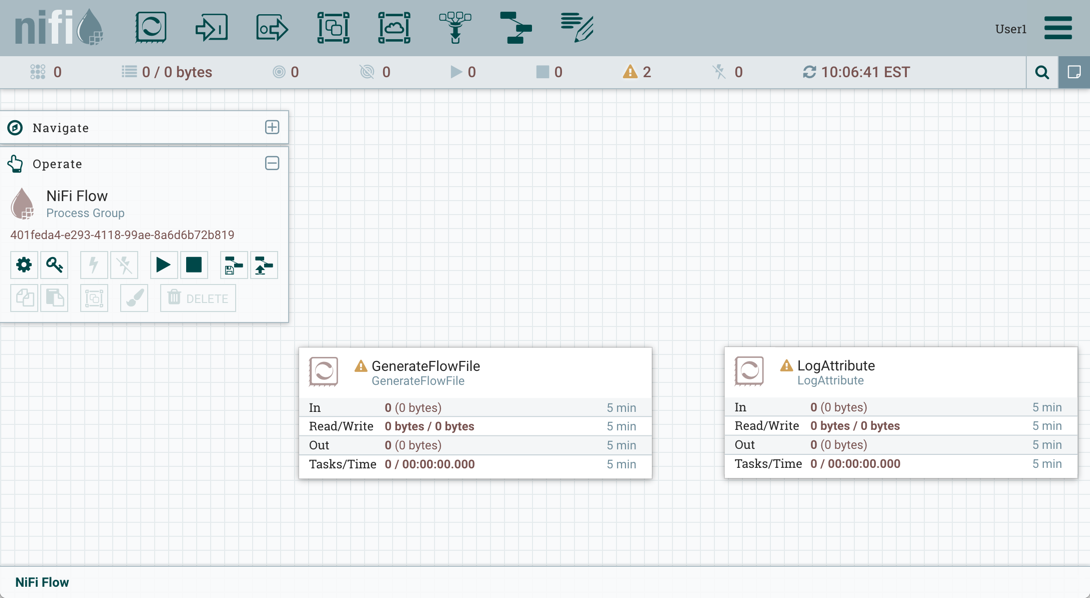 nifi
User1
0
0 / 0 bytes
0
0
0
0
2
0
10:06:41 EST
Navigate
Operate
NiFi Flow
Process Group
401feda4-e293-4118-99ae-8a6d6b72b819
DELETE
GenerateFlowFile
GenerateFlowFile
In 0 (0 bytes) 5 min
Read/Write 0 bytes / 0 bytes 5 min
Out 0 (0 bytes) 5 min
Tasks/Time 0 / 00:00:00.000 5 min
LogAttribute
LogAttribute
In 0 (0 bytes) 5 min
Read/Write 0 bytes / 0 bytes 5 min
Out 0 (0 bytes) 5 min
Tasks/Time 0 / 00:00:00.000 5 min
NiFi Flow